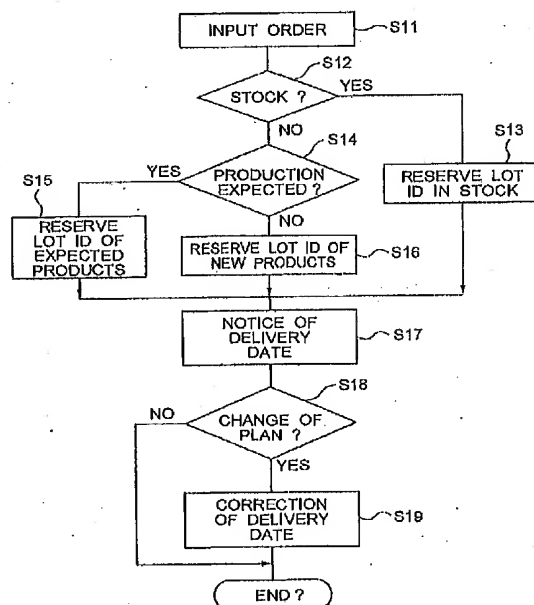 INPUT ORDER
S11
S12
STOCK ?
YES
NO
S14
S13
YES
PRODUCTION
EXPECTED ?
RESERVE LOT
ID IN STOCK
S15
NO
RESERVE
LOT ID OF
EXPECTED
PRODUCTS
RESERVE LOT ID OF
NEW PRODUCTS
S16
NOTICE OF
DELIVERY
DATE
S17
S18
NO
CHANGE OF
PLAN ?
YES
CORRECTION
OF DELIVERY
DATE
S19
END ?